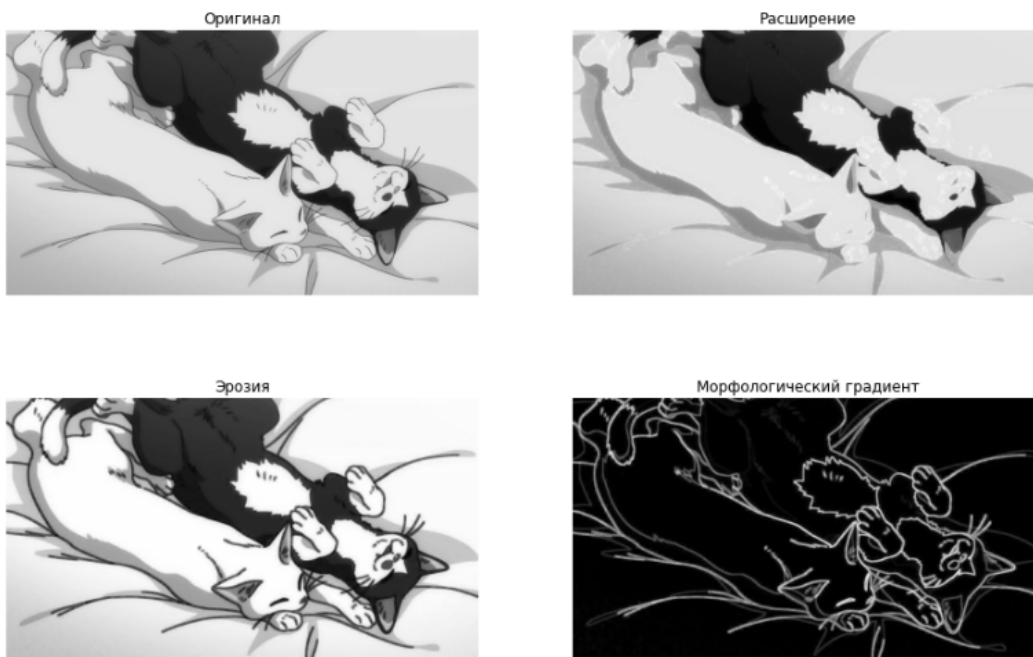 Оригинал
Расширение
Эрозия
Морфологический градиент